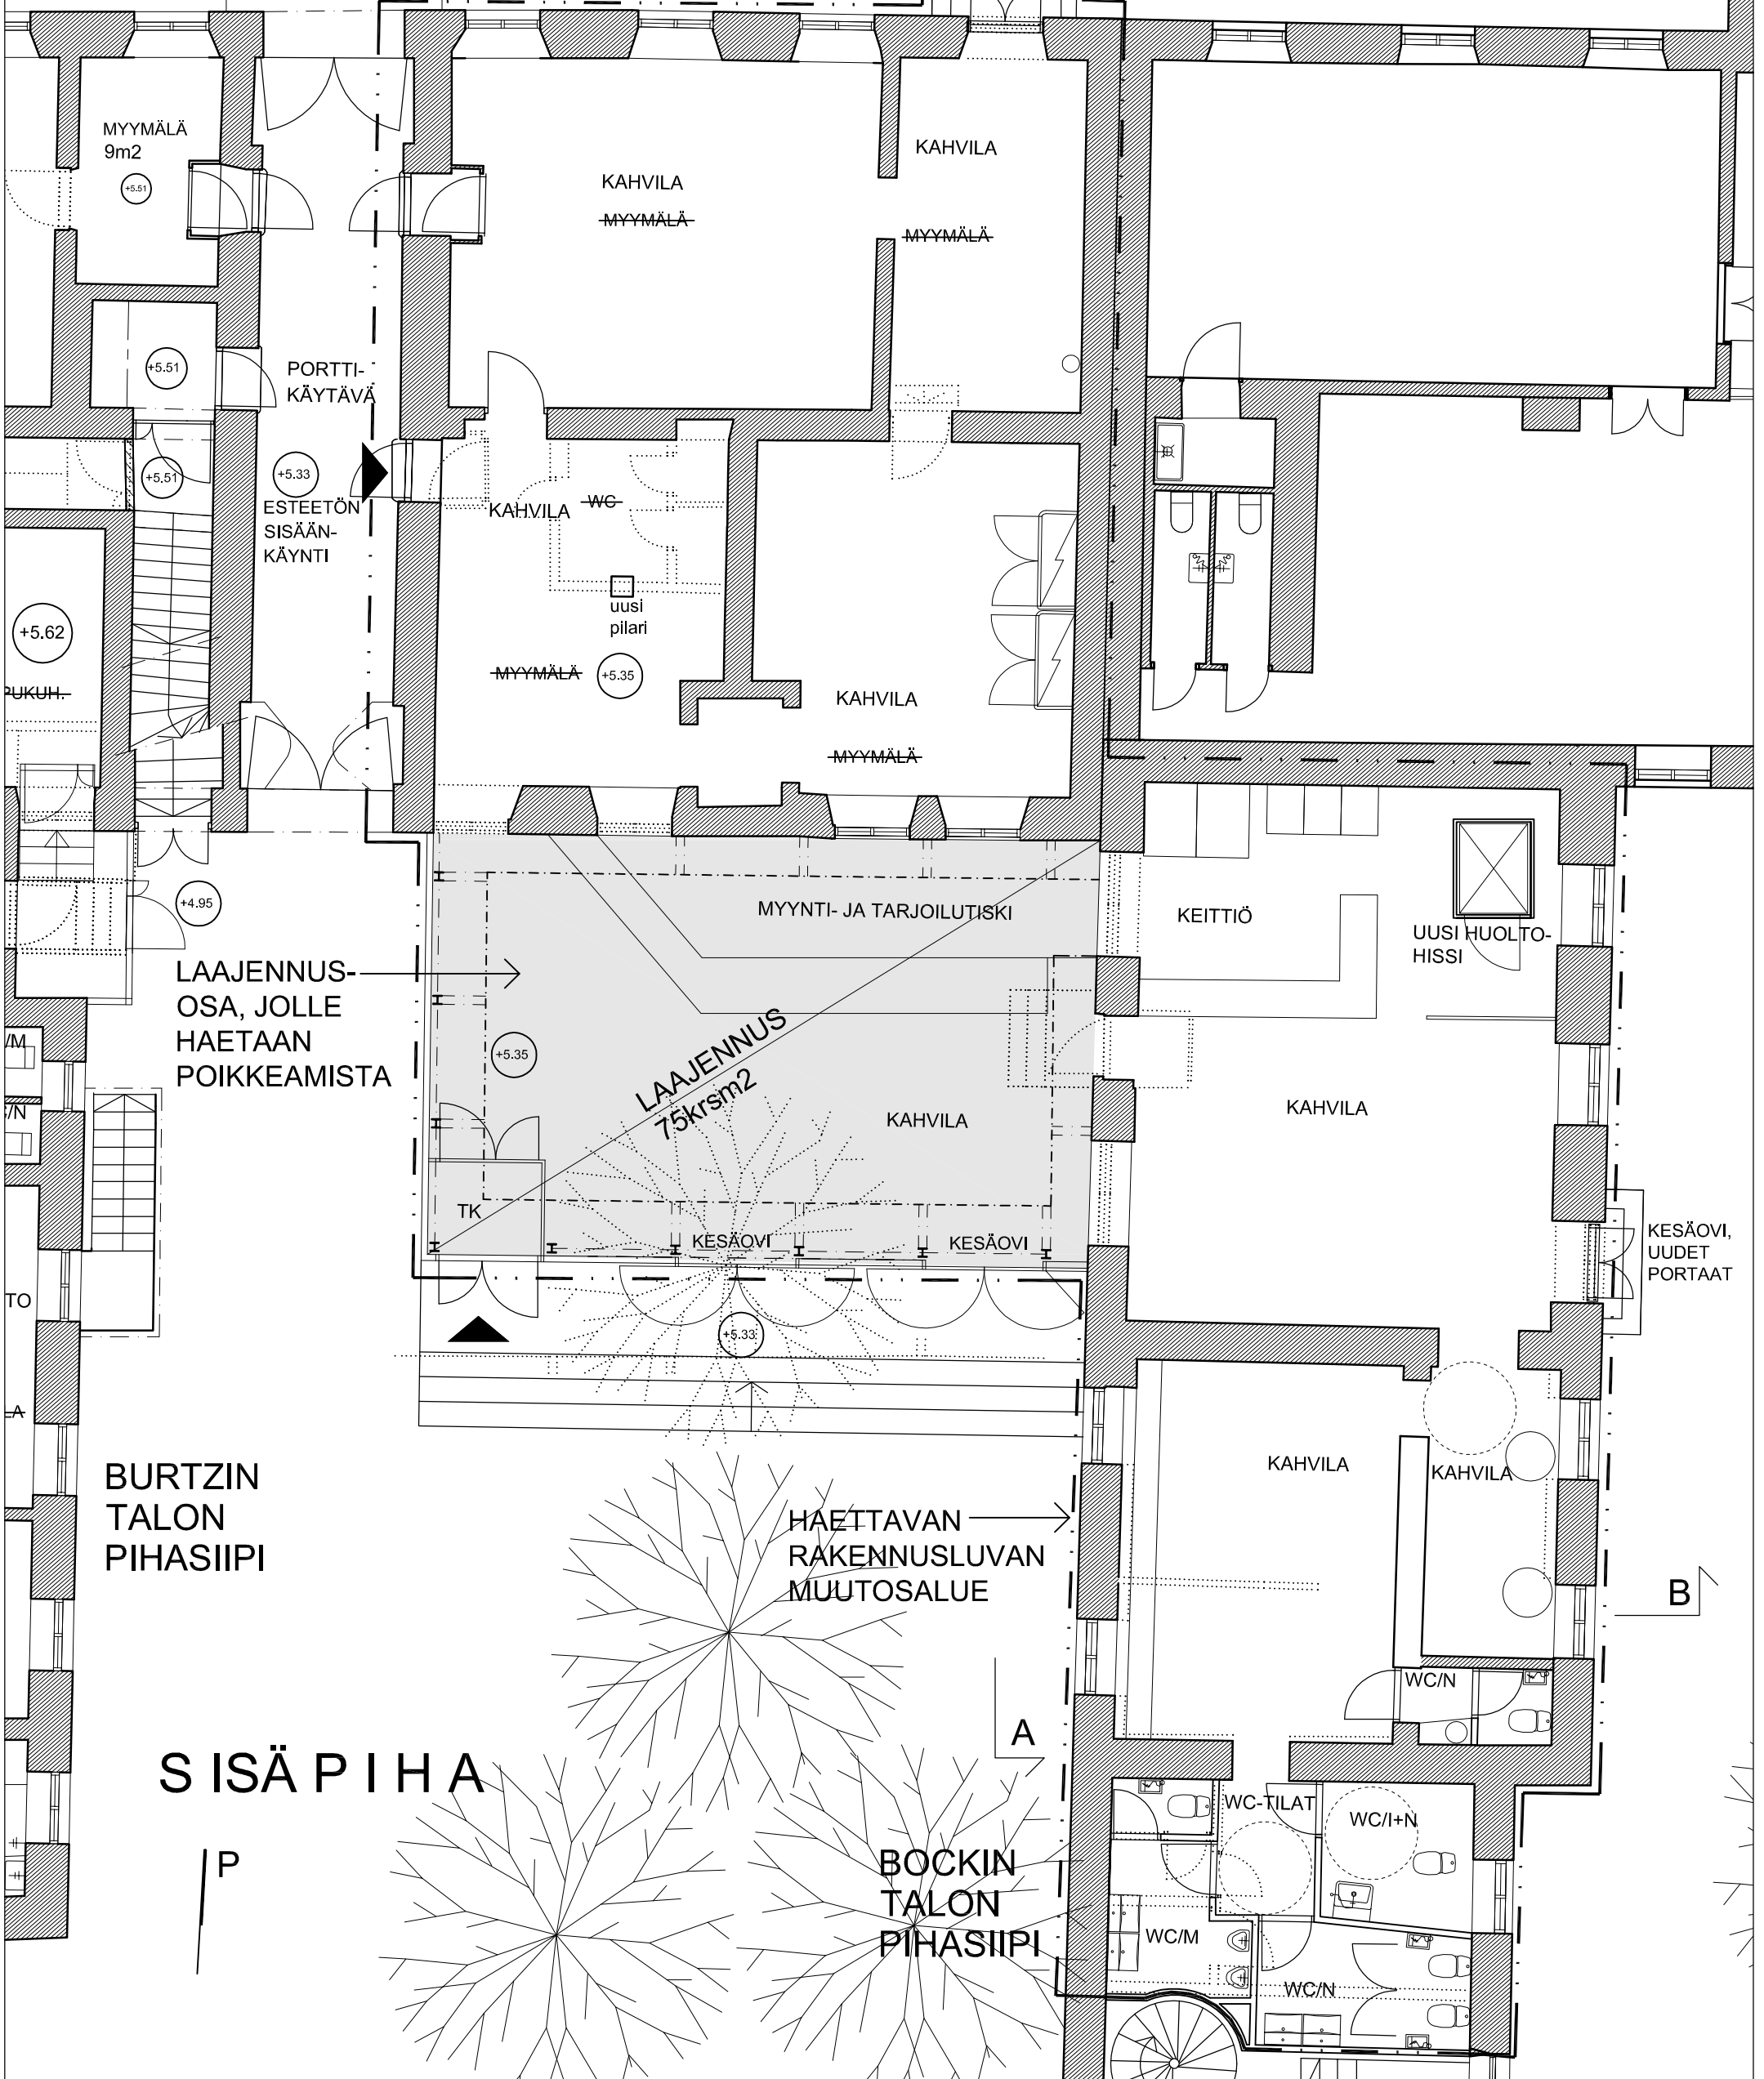 MYYMÄLÄ
9m2
+5.51
KAHVILA
MYYMÄLÄ
KAHVILA
MYYMÄLÄ
+5.51
PORTTI-
KÄYTÄVÄ
+5.51
+5.33
ESTEETÖN
SISÄÄN-
KÄYNTI
KAHVILA
WC
uusi
pilari
+5.62
PUKUH.
MYYMÄLÄ
+5.35
KAHVILA
MYYMÄLÄ
+4.95
MYYNTI- JA TARJOILUTISKI
KEITTIÖ
UUSI HUOLTO-
HISSI
LAAJENNUS-
OSA, JOLLE
HAETAAN
POIKKEAMISTA
/M
/N
+5.35
LAAJENNUS
75krsm2
KAHVILA
KAHVILA
TK
KESÄOVI
KESÄOVI
KESÄOVI,
UUDET
PORTAAT
TO
+5.33
LA
BURTZIN
TALON
PIHASIIPI
HAETTAVAN
RAKENNUSLUVAN
MUUTOSALUE
KAHVILA
KAHVILA
B
WC/N
A
S ISÄ P I H A
P
BOCKIN
TALON
PIHASIIPI
WC-TILAT
WC/I+N
WC/M
WC/N